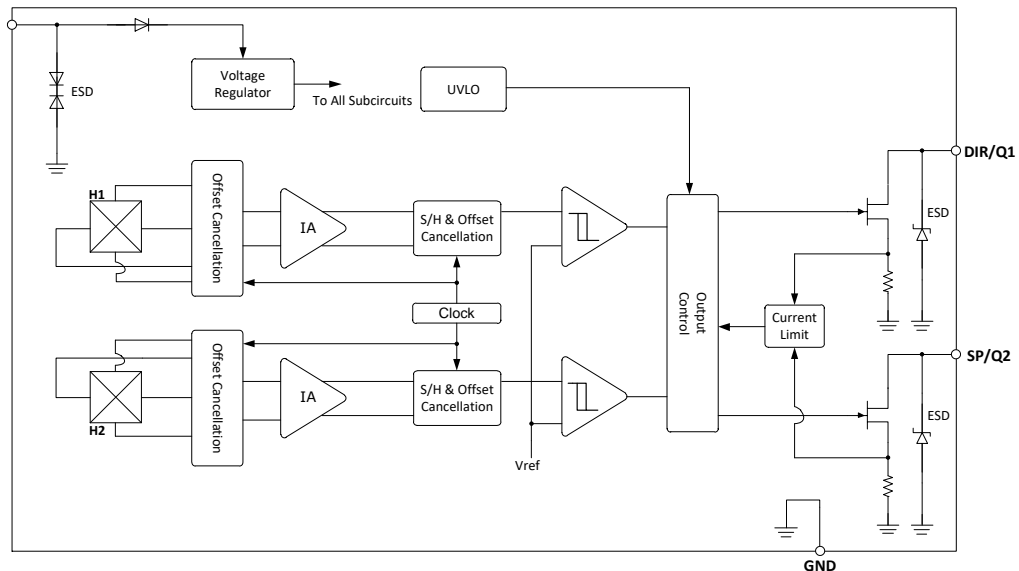 ESD
Voltage
Regulator
To All Subcircuits
UVLO
DIR/Q1
H1
Offset Cancellation
IA
S/H & Offset
Cancellation
ESD
Output
Control
Clock
Current
Limit
SP/Q2
H2
Offset Cancellation
IA
S/H & Offset
Cancellation
ESD
Vref
GND